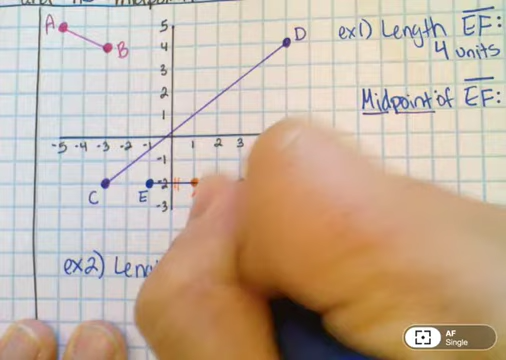 A
B
D
5
4
3
2
1
-5 -4 -3 -2 -1 1 2 3
-1
-2
-3
C
E
ex1) Length EF:
4 units
Midpoint of EF:
ex2)
AF
Single